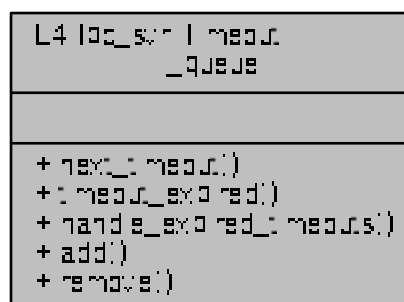 L4::Ipc_svr::Timeout
_Queue
+ next_timeout()
+ timeout_expired()
+ handle_expired_timeouts()
+ add()
+ remove()